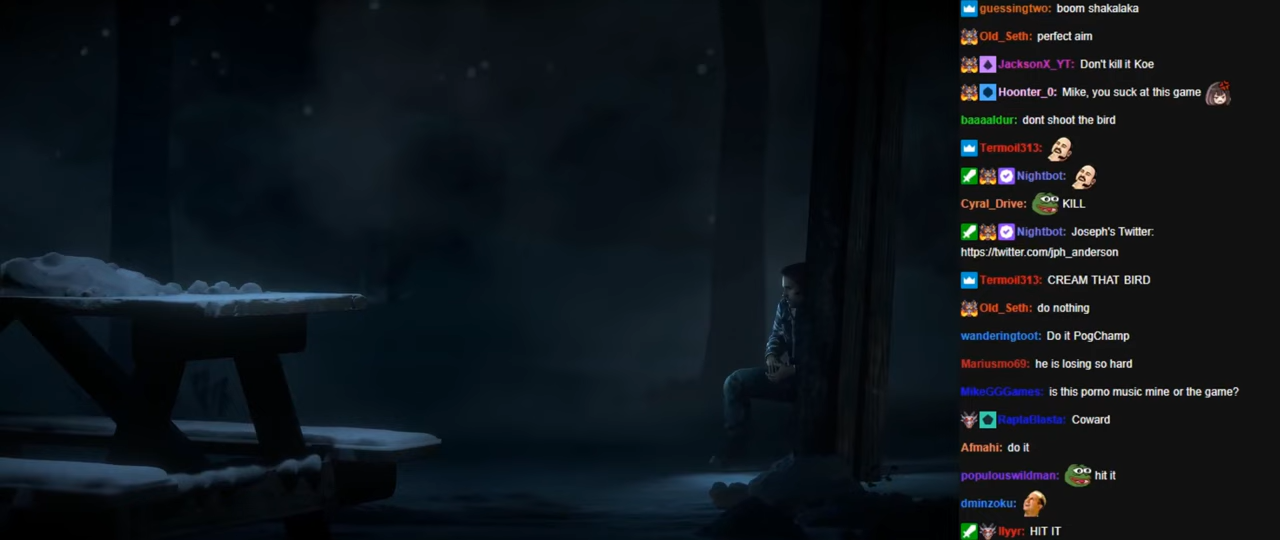 guessingtwo: boom shakalaka
Old_Seth: perfect aim
JacksonX_YT: Don't kill it Koe
Hoonter_0: Mike, you suck at this game
baaaaldur: dont shoot the bird
Termoil313:
Nightbot:
Cyral_Drive: KILL
Nightbot: Joseph's Twitter:
https://twitter.com/jph_anderson
Termoil313: CREAM THAT BIRD
Old_Seth: do nothing
wanderingtoot: Do it PogChamp
Mariusmo69: he is losing so hard
MikeGGGames: is this porno music mine or the game?
RaptaBlasta: Coward
Afmahi: do it
populouswildman: hit it
dminzoku:
llyyr: HIT IT